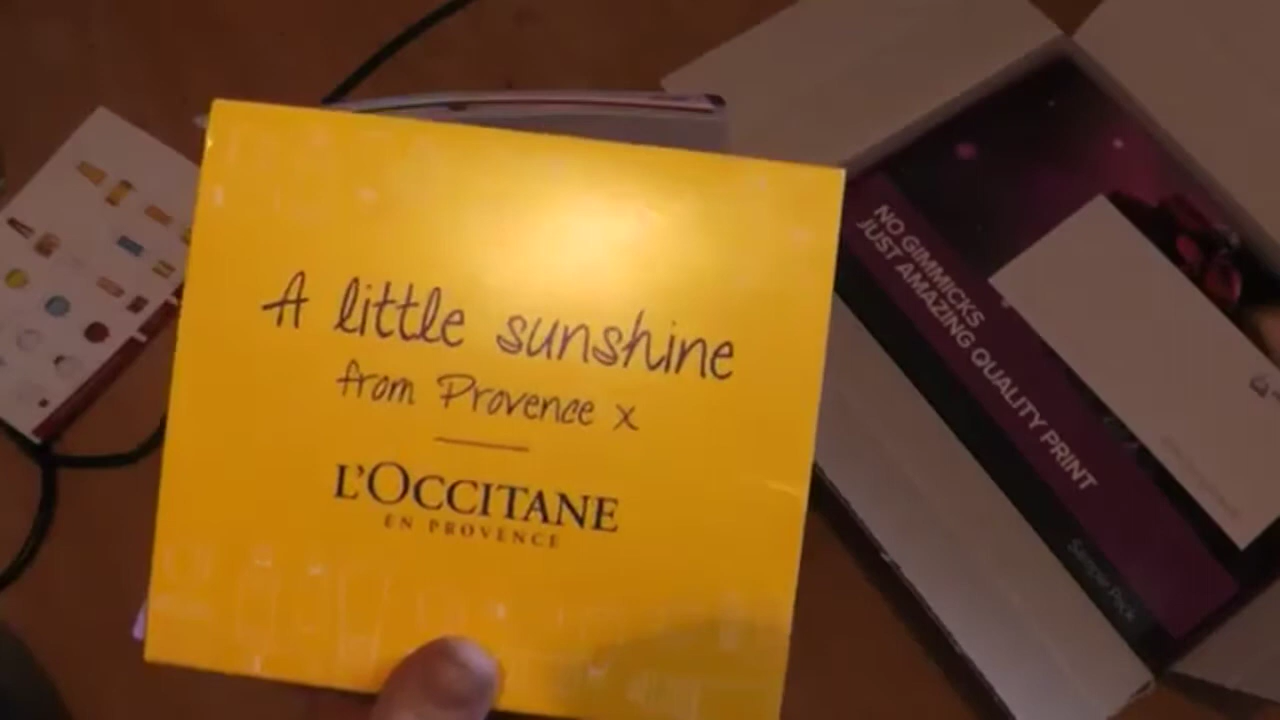 A little sunshine
from Provence x
L'OCCITANE
EN PROVENCE
NO GIMMICKS
JUST AMAZING QUALITY PRINT